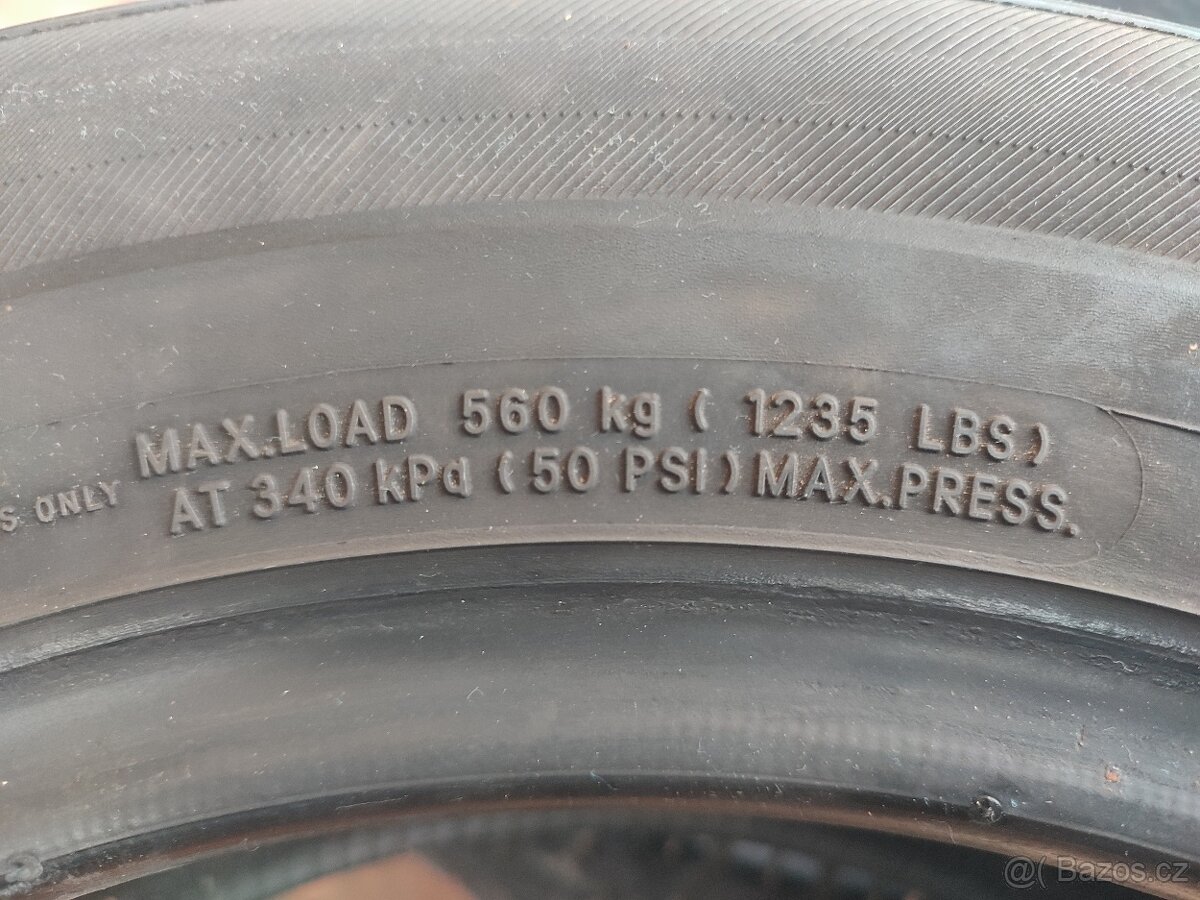 MAX.LOAD 560 kg ( 1235 LBS )
S ONLY AT 340 kPa ( 50 PSI ) MAX.PRESS.
@( Bazos.cz